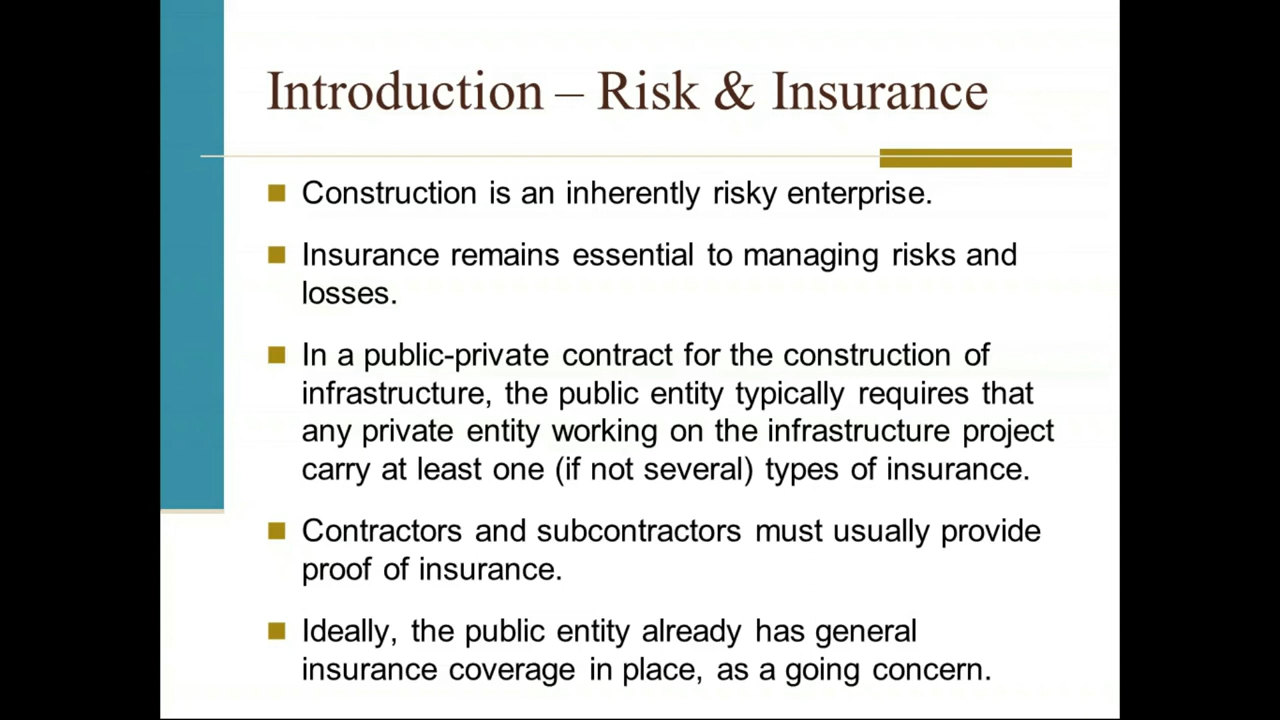 Introduction – Risk & Insurance
Construction is an inherently risky enterprise.
Insurance remains essential to managing risks and
losses.
In a public-private contract for the construction of
infrastructure, the public entity typically requires that
any private entity working on the infrastructure project
carry at least one (if not several) types of insurance.
Contractors and subcontractors must usually provide
proof of insurance.
Ideally, the public entity already has general
insurance coverage in place, as a going concern.